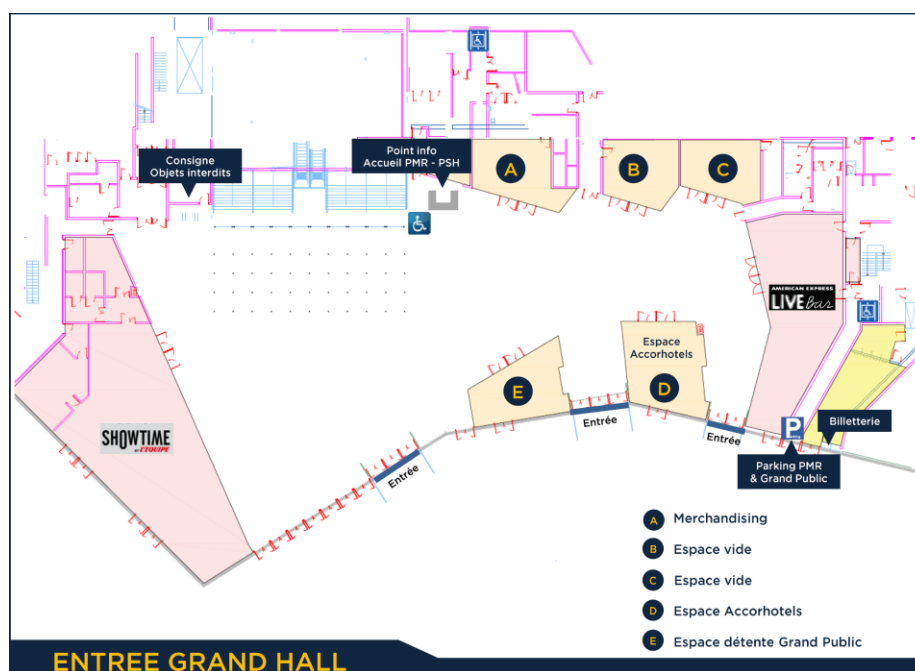 Consigne
Objets interdits
Point info
Accueil PMR - PSH
A
B
C
AMERICAN EXPRESS
LIVE Bar
Espace
Accorhotels
D
E
SHOWTIME
BY L'EQUIPE
Entrée
Entrée
Entrée
P
Billetterie
Parking PMR
& Grand Public
A Merchandising
B Espace vide
C Espace vide
D Espace Accorhotels
E Espace détente Grand Public
ENTREE GRAND HALL